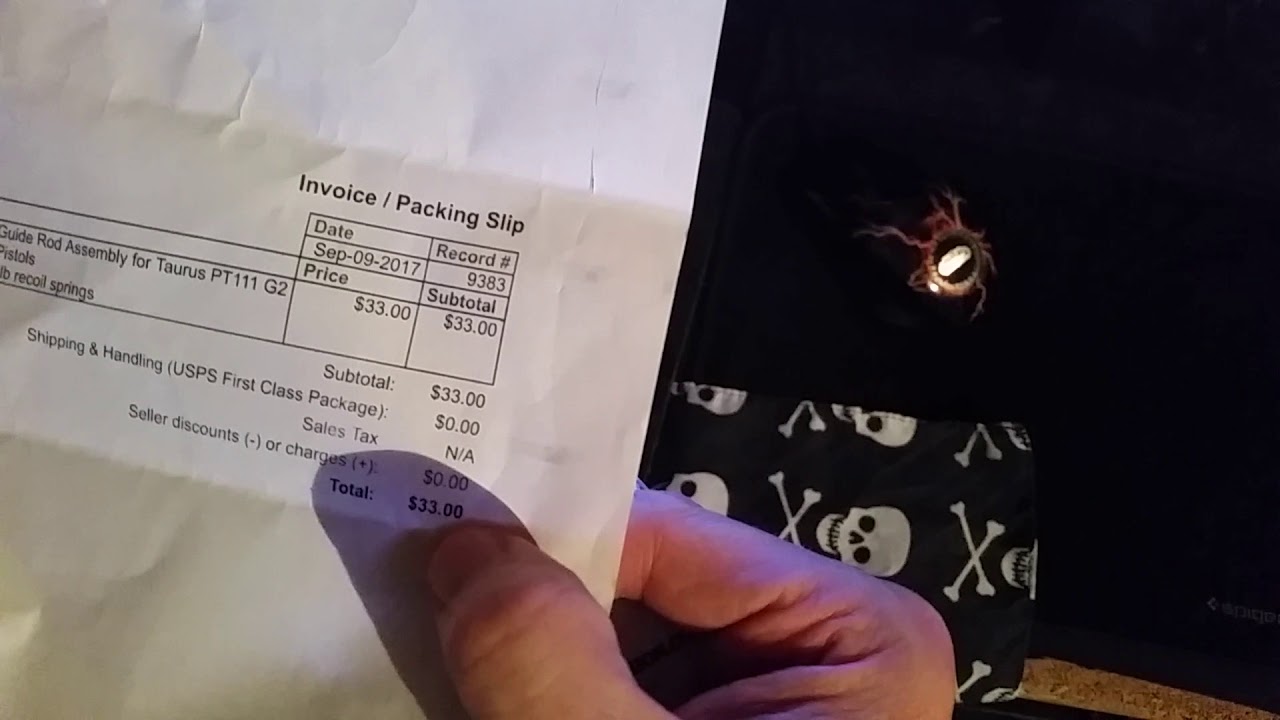 Invoice / Packing Slip
Date Record #
Sep-09-2017 9383
Price Subtotal
Guide Rod Assembly for Taurus PT111 G2 $33.00 $33.00
Pistols
lb recoil springs
Subtotal: $33.00
Shipping & Handling (USPS First Class Package): $0.00
Sales Tax N/A
Seller discounts (-) or charges (+): $0.00
Total: $33.00